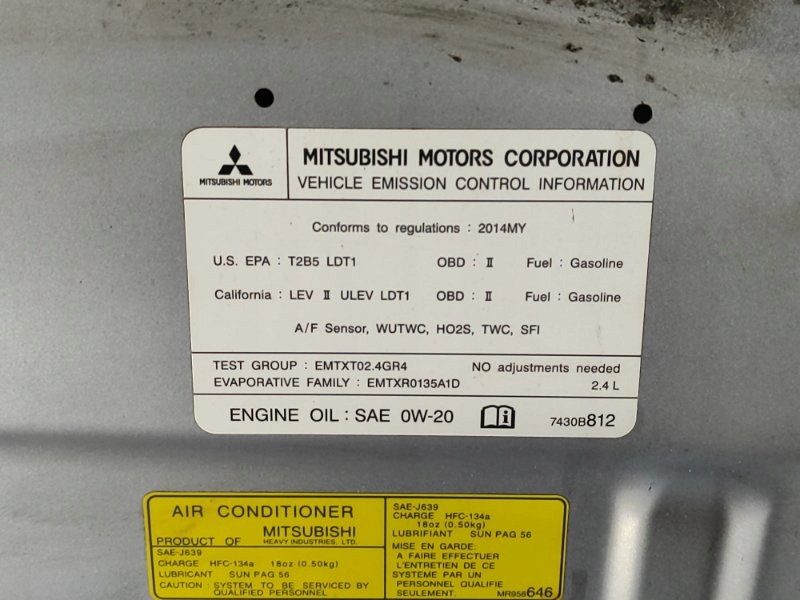 MITSUBISHI MOTORS
MITSUBISHI MOTORS CORPORATION
VEHICLE EMISSION CONTROL INFORMATION
Conforms to regulations : 2014MY
U.S. EPA : T2B5 LDT1 OBD : II Fuel : Gasoline
California : LEV II ULEV LDT1 OBD : II Fuel : Gasoline
A/F Sensor, WUTWC, HO2S, TWC, SFI
TEST GROUP : EMTXT02.4GR4 NO adjustments needed
EVAPORATIVE FAMILY : EMTXR0135A1D 2.4 L
ENGINE OIL : SAE 0W-20 i 7430B812
AIR CONDITIONER
PRODUCT OF MITSUBISHI
HEAVY INDUSTRIES, LTD.
SAE-J639
CHARGE HFC-134a 18oz (0.50kg)
LUBRICANT SUN PAG 56
CAUTION : SYSTEM TO BE SERVICED BY
QUALIFIED PERSONNEL
SAE-J639
CHARGE HFC-134a
18oz (0.50kg)
LUBRIFIANT SUN PAG 56
MISE EN GARDE:
A FAIRE EFFECTUER
L'ENTRETIEN DE CE
SYSTEME PAR UN
PERSONNEL QUALIFIE
SEULEMENT. MR958646